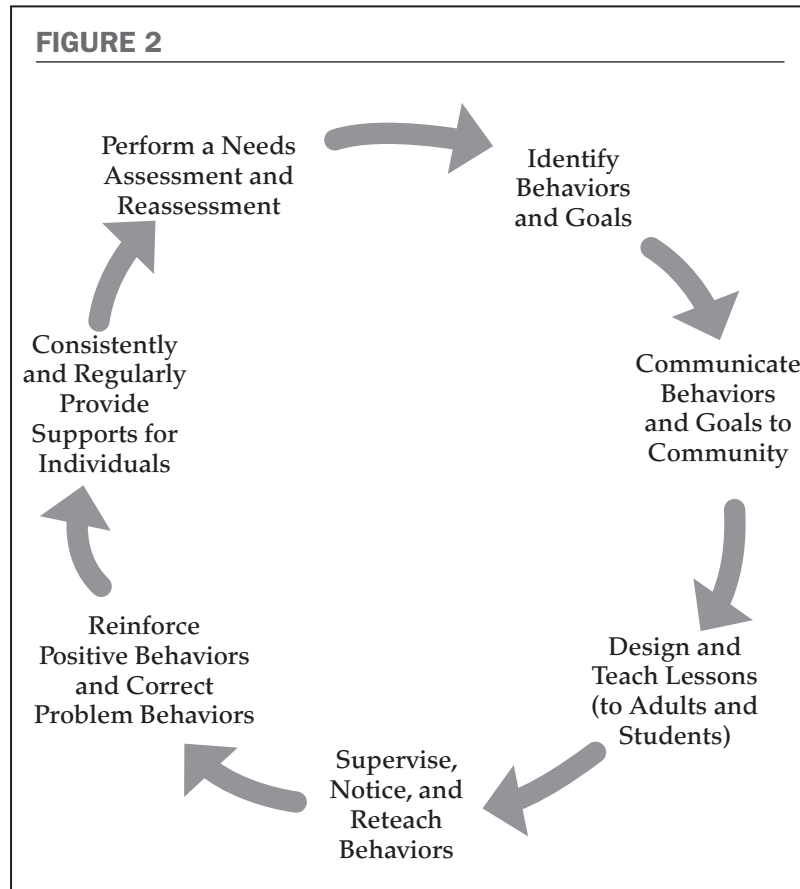 FIGURE 2
Perform a Needs
Assessment and
Reassessment
Identify
Behaviors
and Goals
Communicate
Behaviors
and Goals to
Community
Design and
Teach Lessons
(to Adults and
Students)
Supervise,
Notice, and
Reteach
Behaviors
Reinforce
Positive Behaviors
and Correct
Problem Behaviors
Consistently
and Regularly
Provide
Supports for
Individuals